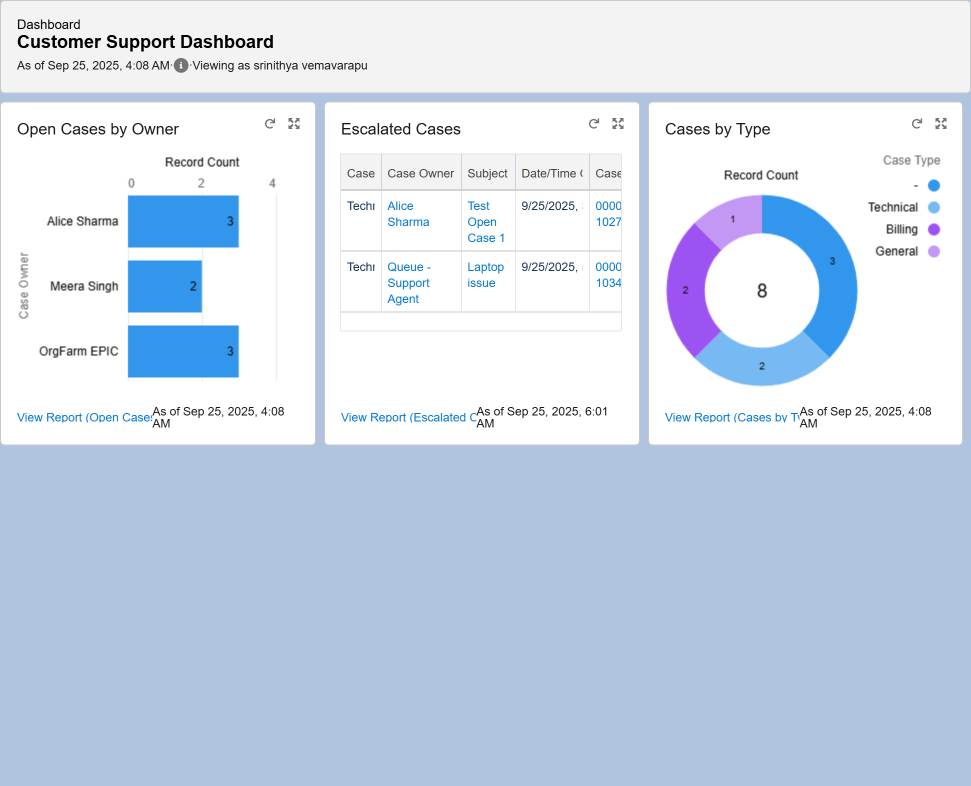 Dashboard
Customer Support Dashboard
As of Sep 25, 2025, 4:08 AM·Viewing as srinithya vemavarapu
Open Cases by Owner
Record Count
0 2 4
Case Owner
Alice Sharma 3
Meera Singh 2
OrgFarm EPIC 3
View Report (Open Cases
As of Sep 25, 2025, 4:08
AM
Escalated Cases
Case Case Owner Subject Date/Time Case
Techn Alice Test 9/25/2025, 0000
Sharma Open 1027
Case 1
Techn Queue - Laptop 9/25/2025, 0000
Support issue 1034
Agent
View Report (Escalated C
As of Sep 25, 2025, 6:01
AM
Cases by Type
Case Type
-
Technical
Billing
General
Record Count
1
3
2
8
2
View Report (Cases by Ty
As of Sep 25, 2025, 4:08
AM